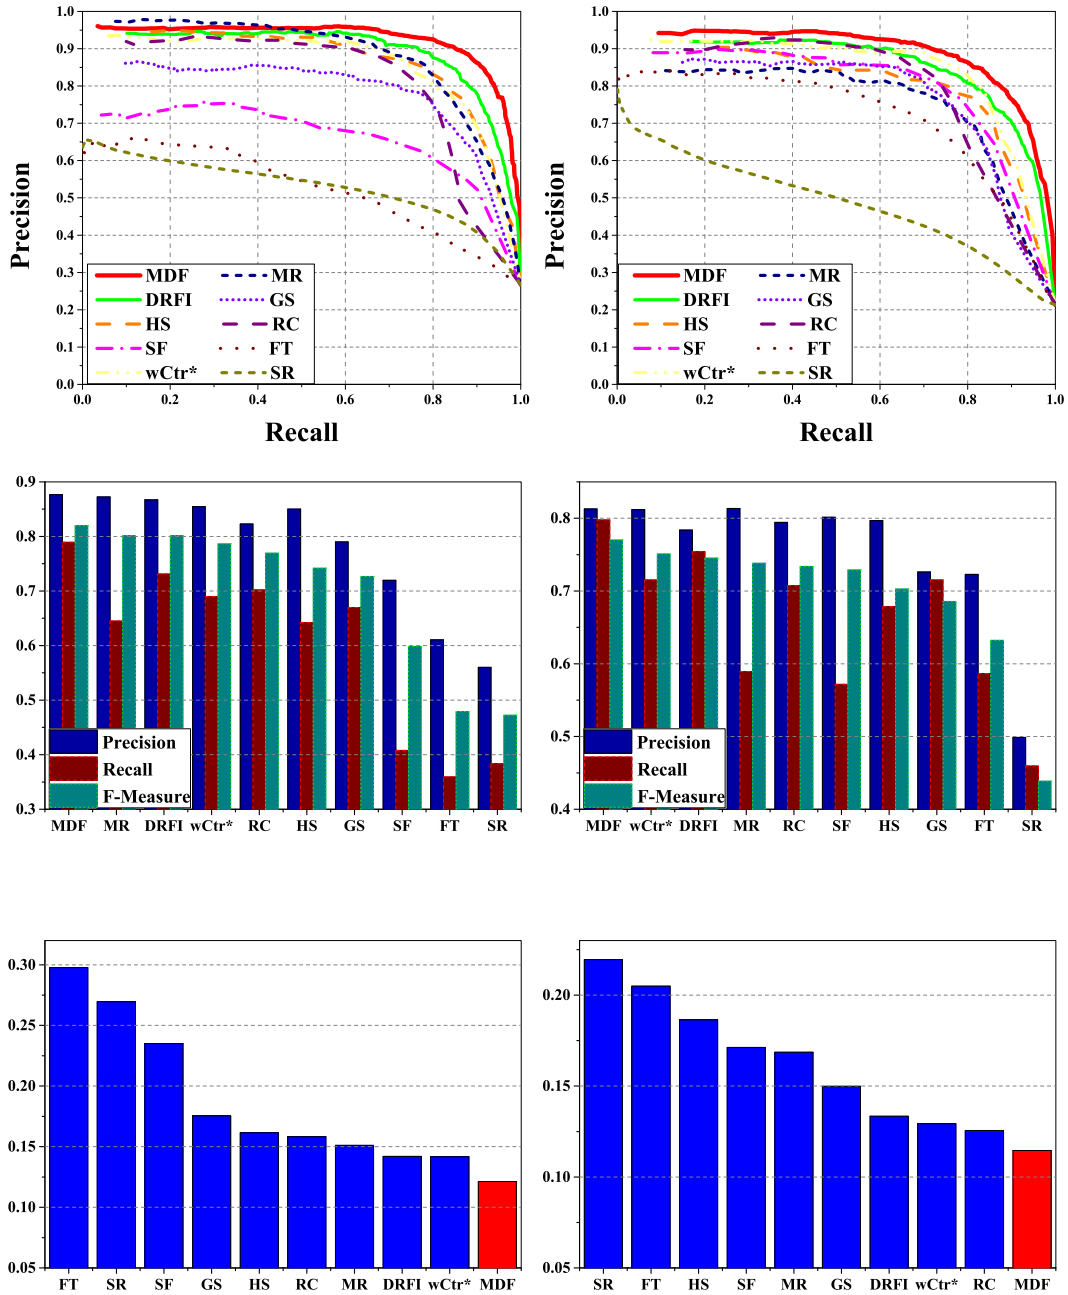 1.0
0.9
0.8
0.7
0.6
0.5
0.4
0.3
0.2
0.1
0.0
Precision
MDF MR
DRFI GS
HS RC
SF FT
wCtr* SR
0.0 0.2 0.4 0.6 0.8 1.0
Recall
1.0
0.9
0.8
0.7
0.6
0.5
0.4
0.3
0.2
0.1
0.0
Precision
MDF MR
DRFI GS
HS RC
SF FT
wCtr* SR
0.0 0.2 0.4 0.6 0.8 1.0
Recall
0.9
0.8
0.7
0.6
0.5
0.4
0.3
Precision
Recall
F-Measure
MDF MR DRFI wCtr* RC HS GS SF FT SR
0.8
0.7
0.6
0.5
0.4
Precision
Recall
F-Measure
MDF wCtr* DRFI MR RC SF HS GS FT SR
0.30
0.25
0.20
0.15
0.10
0.05
FT SR SF GS HS RC MR DRFI wCtr* MDF
0.20
0.15
0.10
0.05
SR FT HS SF MR GS DRFI wCtr* RC MDF